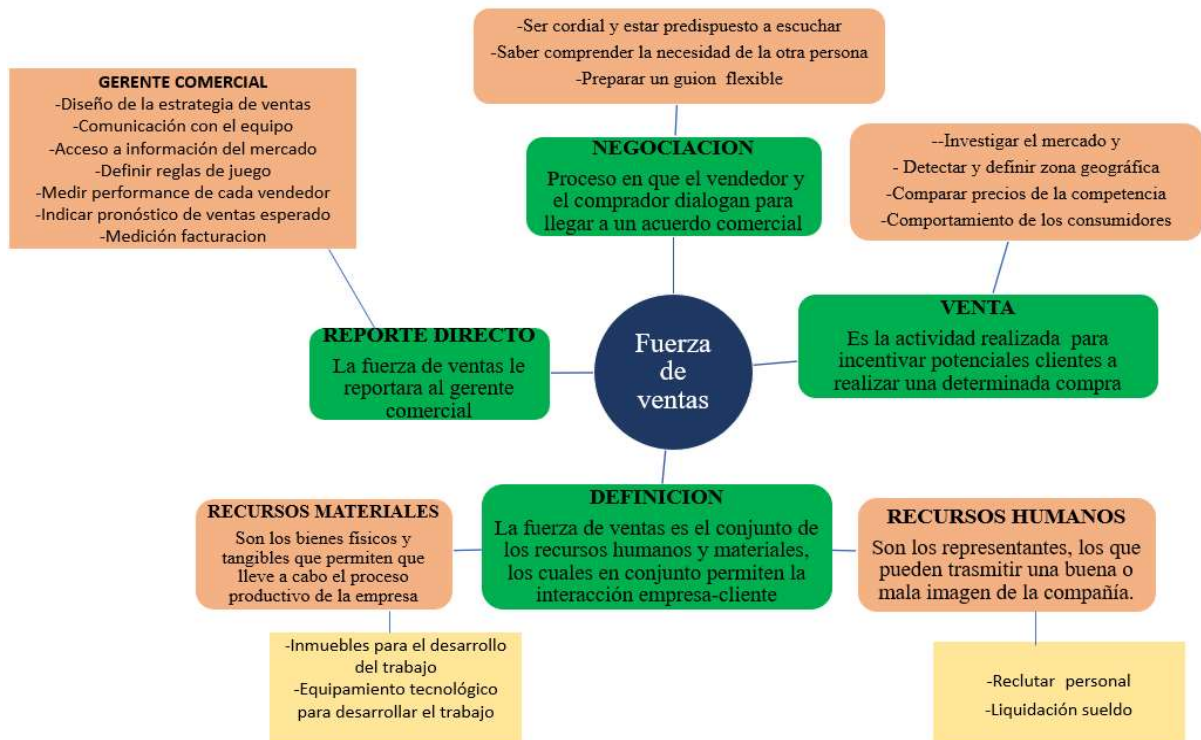 -Ser cordial y estar predispuesto a escuchar
-Saber comprender la necesidad de la otra persona
-Preparar un guion flexible
GERENTE COMERCIAL
-Diseño de la estrategia de ventas
-Comunicación con el equipo
-Acceso a información del mercado
-Definir reglas de juego
-Medir performance de cada vendedor
-Indicar pronóstico de ventas esperado
-Medición facturacion
NEGOCIACION
Proceso en que el vendedor y
el comprador dialogan para
llegar a un acuerdo comercial
--Investigar el mercado y
- Detectar y definir zona geográfica
-Comparar precios de la competencia
-Comportamiento de los consumidores
REPORTE DIRECTO
La fuerza de ventas le
reportara al gerente
comercial
Fuerza
de
ventas
VENTA
Es la actividad realizada para
incentivar potenciales clientes a
realizar una determinada compra
RECURSOS MATERIALES
Son los bienes físicos y
tangibles que permiten que
lleve a cabo el proceso
productivo de la empresa
DEFINICION
La fuerza de ventas es el conjunto de
los recursos humanos y materiales,
los cuales en conjunto permiten la
interacción empresa-cliente
RECURSOS HUMANOS
Son los representantes, los que
pueden trasmitir una buena o
mala imagen de la compañía.
-Inmuebles para el desarrollo
del trabajo
-Equipamiento tecnológico
para desarrollar el trabajo
-Reclutar personal
-Liquidación sueldo